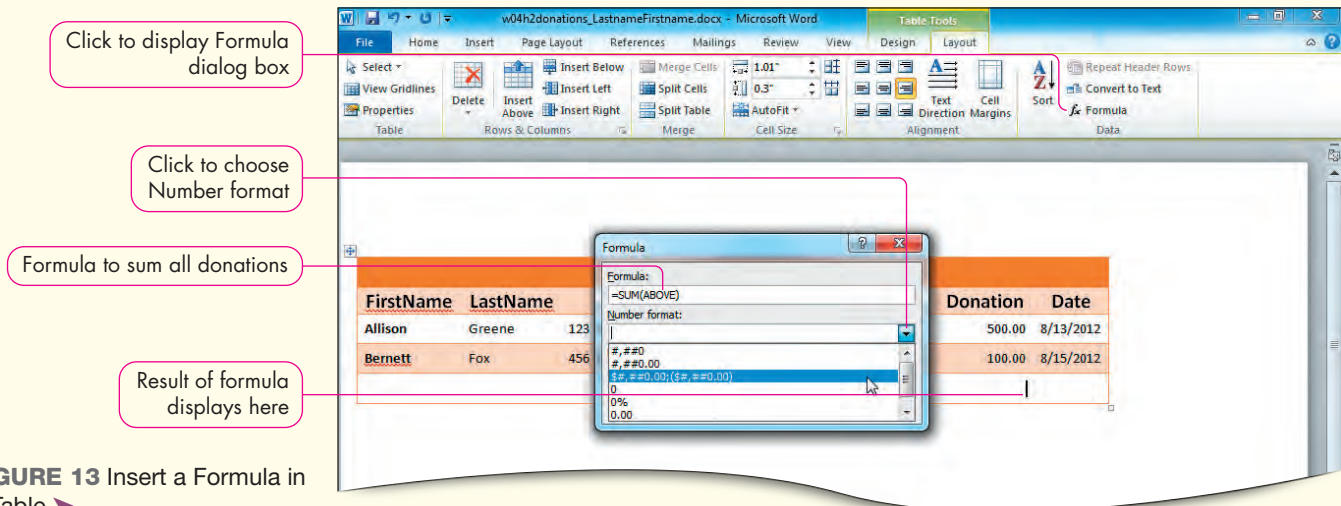 w04h2donations_LastnameFirstname.docx - Microsoft Word
Table Tools
File Home Insert Page Layout References Mailings Review View Design Layout
Select
View Gridlines
Properties
Table
Delete
Insert Above
Insert Below
Insert Left
Insert Right
Rows & Columns
Merge Cells
Split Cells
Split Table
Merge
1.01"
0.3"
AutoFit
Cell Size
Text Direction
Cell Margins
Alignment
Sort
Repeat Header Rows
Convert to Text
fx Formula
Data
Click to display Formula
dialog box
Click to choose
Number format
Formula to sum all donations
Result of formula
displays here
Formula
Formula:
=SUM(ABOVE)
Number format:
#,##0
#,##0.00
$#,##0.00;($#,##0.00)
0
0%
0.00
FirstName LastName Donation Date
Allison Greene 123 500.00 8/13/2012
Bernett Fox 456 100.00 8/15/2012
GURE 13 Insert a Formula in